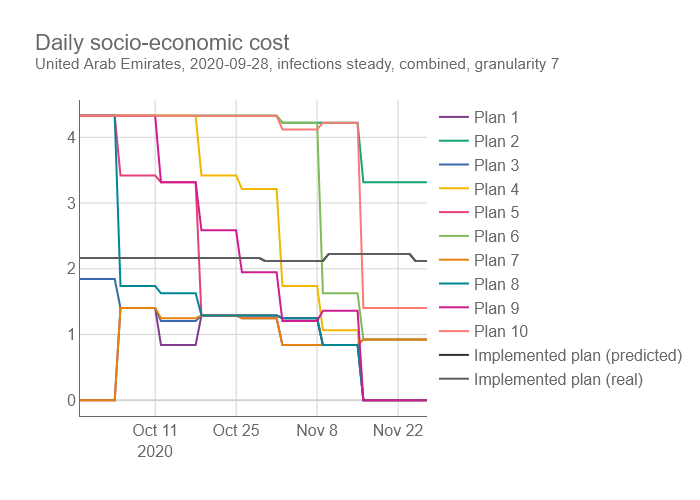 Daily socio-economic cost
United Arab Emirates, 2020-09-28, infections steady, combined, granularity 7
4
3
2
1
0
Oct 11
2020
Oct 25
Nov 8
Nov 22
Plan 1
Plan 2
Plan 3
Plan 4
Plan 5
Plan 6
Plan 7
Plan 8
Plan 9
Plan 10
Implemented plan (predicted)
Implemented plan (real)